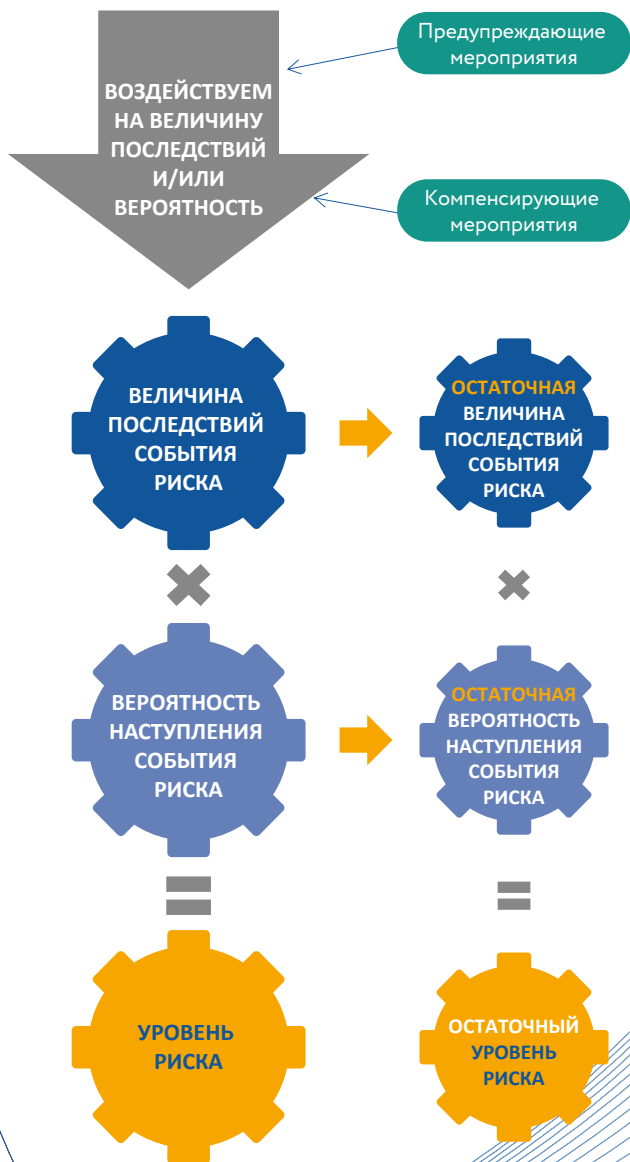 Предупреждающие
мероприятия
ВОЗДЕЙСТВУЕМ
НА ВЕЛИЧИНУ
ПОСЛЕДСТВИЙ
И/ИЛИ
ВЕРОЯТНОСТЬ
Компенсирующие
мероприятия
ВЕЛИЧИНА
ПОСЛЕДСТВИЙ
СОБЫТИЯ
РИСКА
ОСТАТОЧНАЯ
ВЕЛИЧИНА
ПОСЛЕДСТВИЙ
СОБЫТИЯ
РИСКА
ВЕРОЯТНОСТЬ
НАСТУПЛЕНИЯ
СОБЫТИЯ
РИСКА
ОСТАТОЧНАЯ
ВЕРОЯТНОСТЬ
НАСТУПЛЕНИЯ
СОБЫТИЯ
РИСКА
УРОВЕНЬ
РИСКА
ОСТАТОЧНЫЙ
УРОВЕНЬ
РИСКА